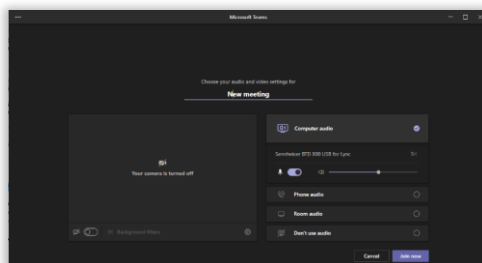 Microsoft Teams
Choose your audio and video settings for
New meeting
Computer audio
Your camera is turned off
Sennheiser BTD 800 USB for Lync
Phone audio
Room audio
Background filters
Don't use audio
Cancel
Join now